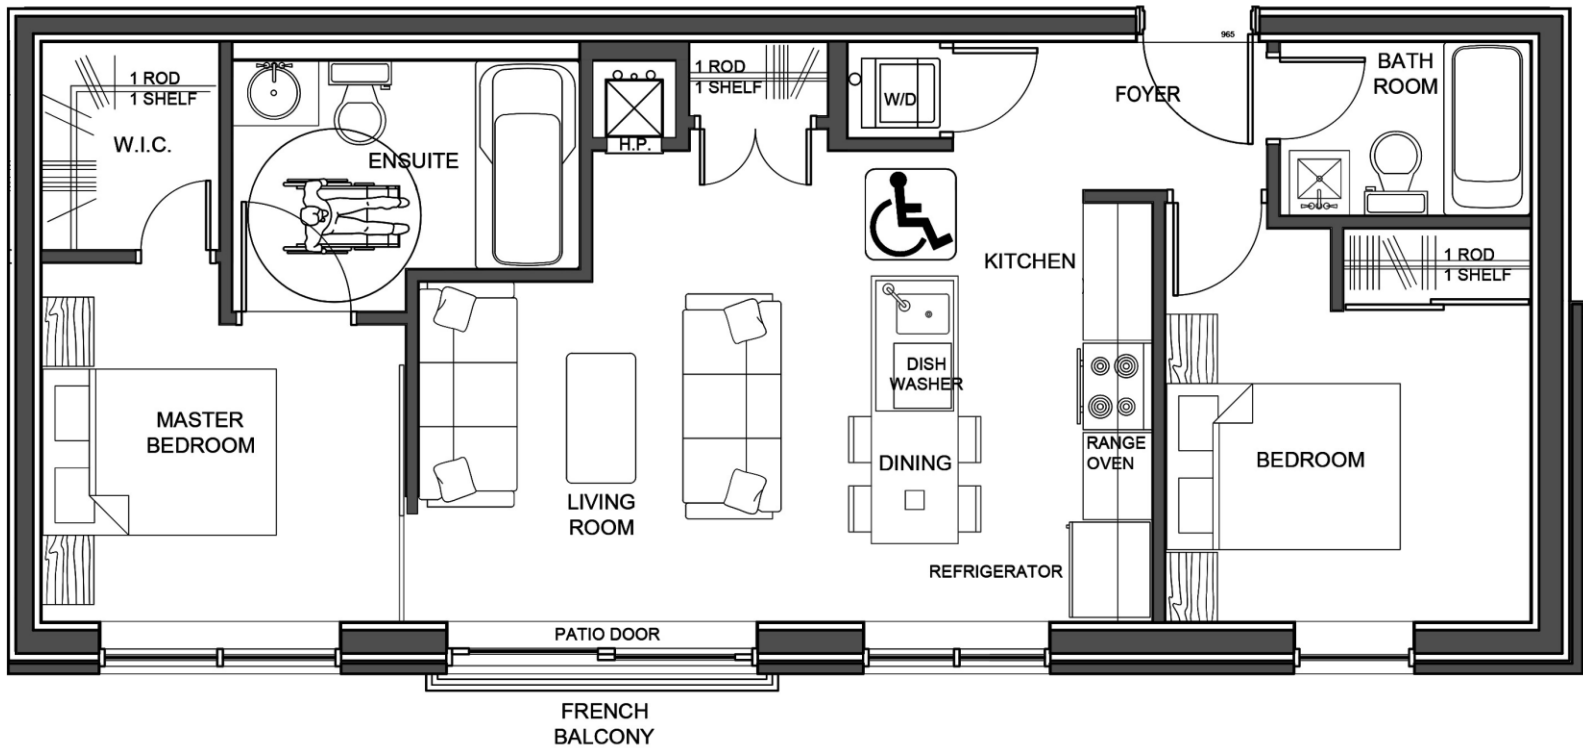 965
1 ROD
1 SHELF
W.I.C.
ENSUITE
H.P.
1 ROD
1 SHELF
W/D
FOYER
BATH
ROOM
KITCHEN
1 ROD
1 SHELF
DISH
WASHER
MASTER
BEDROOM
LIVING
ROOM
DINING
RANGE
OVEN
BEDROOM
REFRIGERATOR
PATIO DOOR
FRENCH
BALCONY